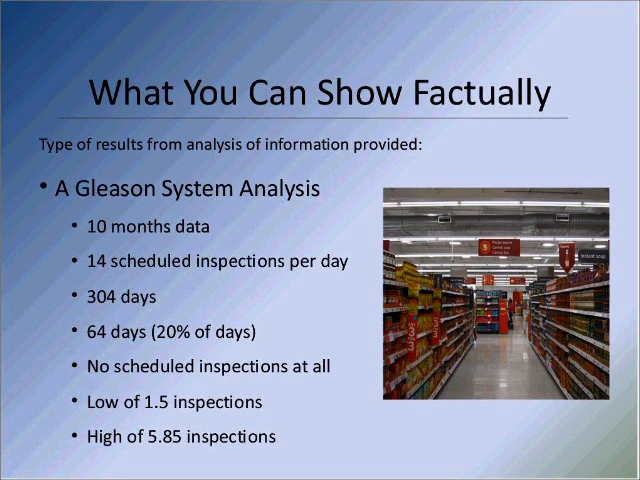 What You Can Show Factually
Type of results from analysis of information provided:
• A Gleason System Analysis
• 10 months data
• 14 scheduled inspections per day
• 304 days
• 64 days (20% of days)
• No scheduled inspections at all
• Low of 1.5 inspections
• High of 5.85 inspections
5